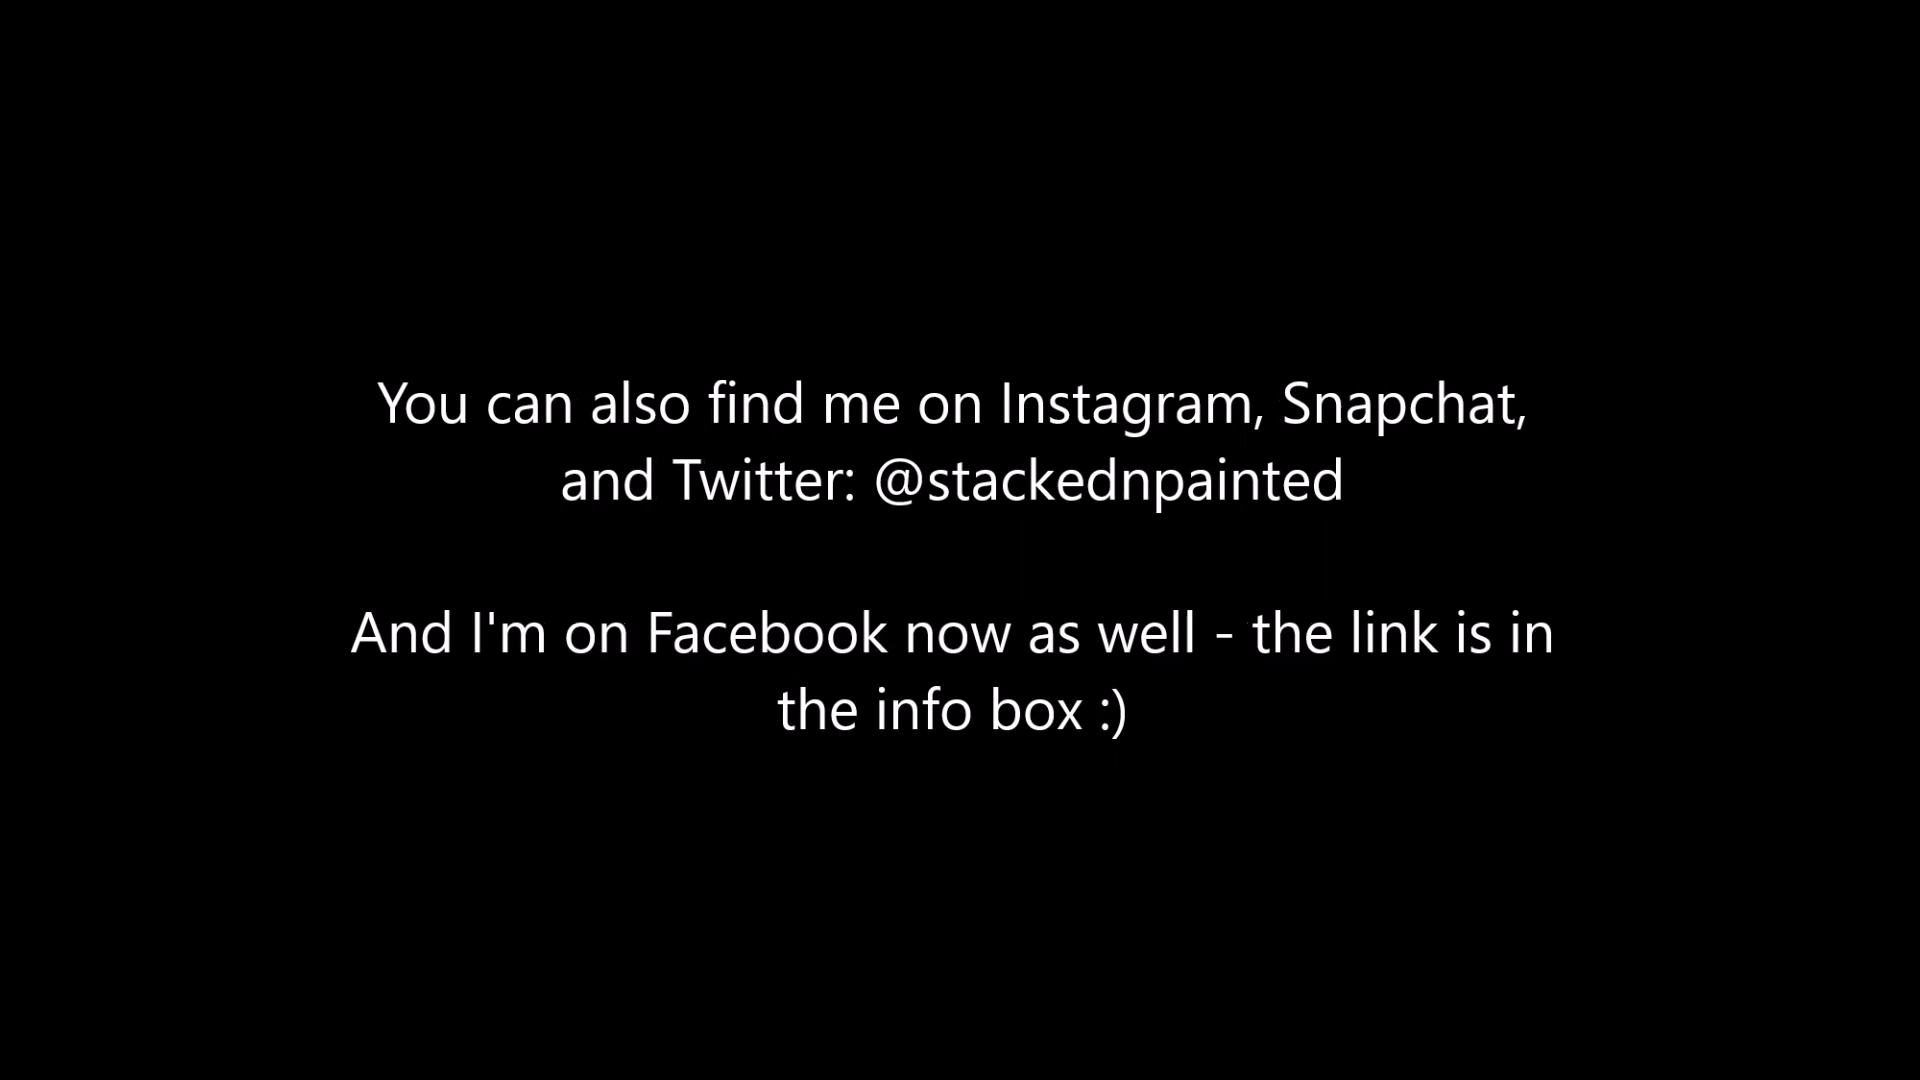 You can also find me on Instagram, Snapchat,
and Twitter: @stackednpainted
And I'm on Facebook now as well - the link is in
the info box :)